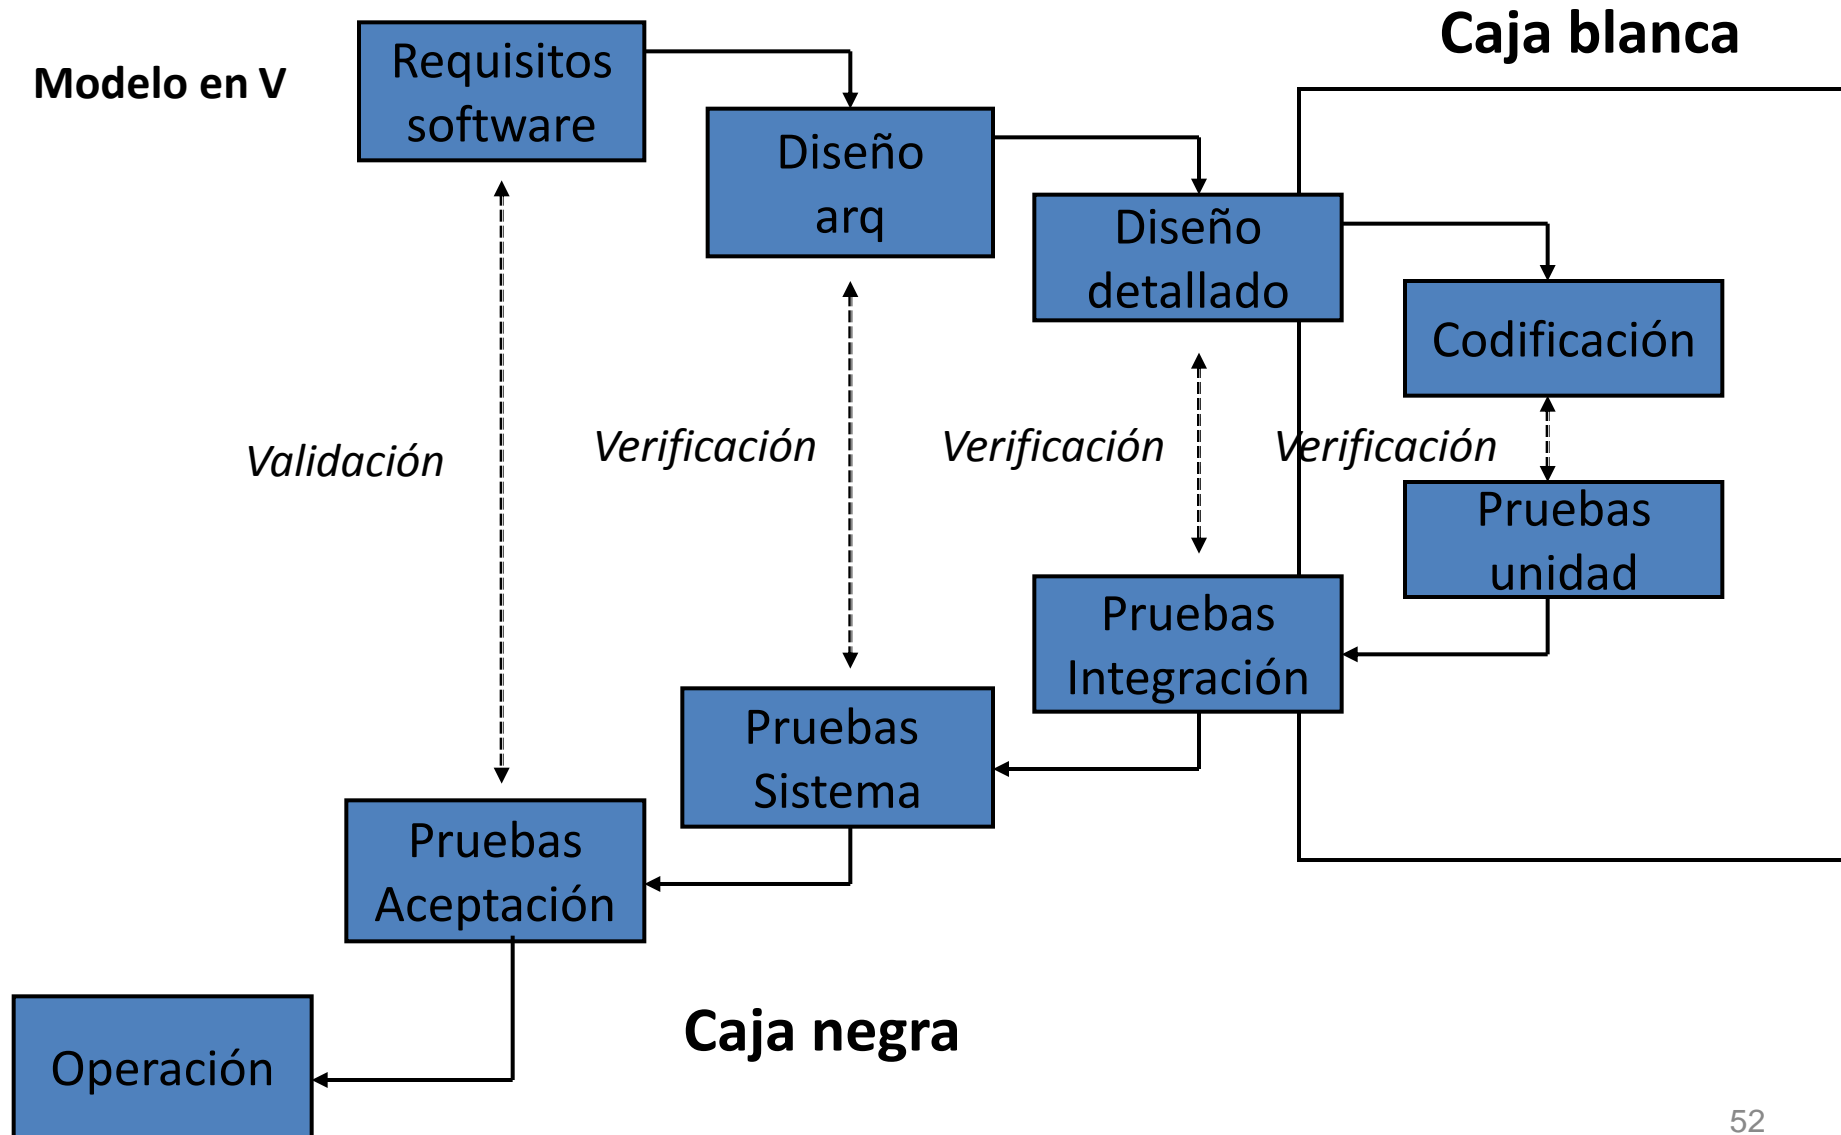 Caja blanca
Modelo en V
Requisitos
software
Diseño
arq
Diseño
detallado
Codificación
Validación
Verificación
Verificación
Verificación
Pruebas
unidad
Pruebas
Integración
Pruebas
Sistema
Pruebas
Aceptación
Caja negra
Operación
52